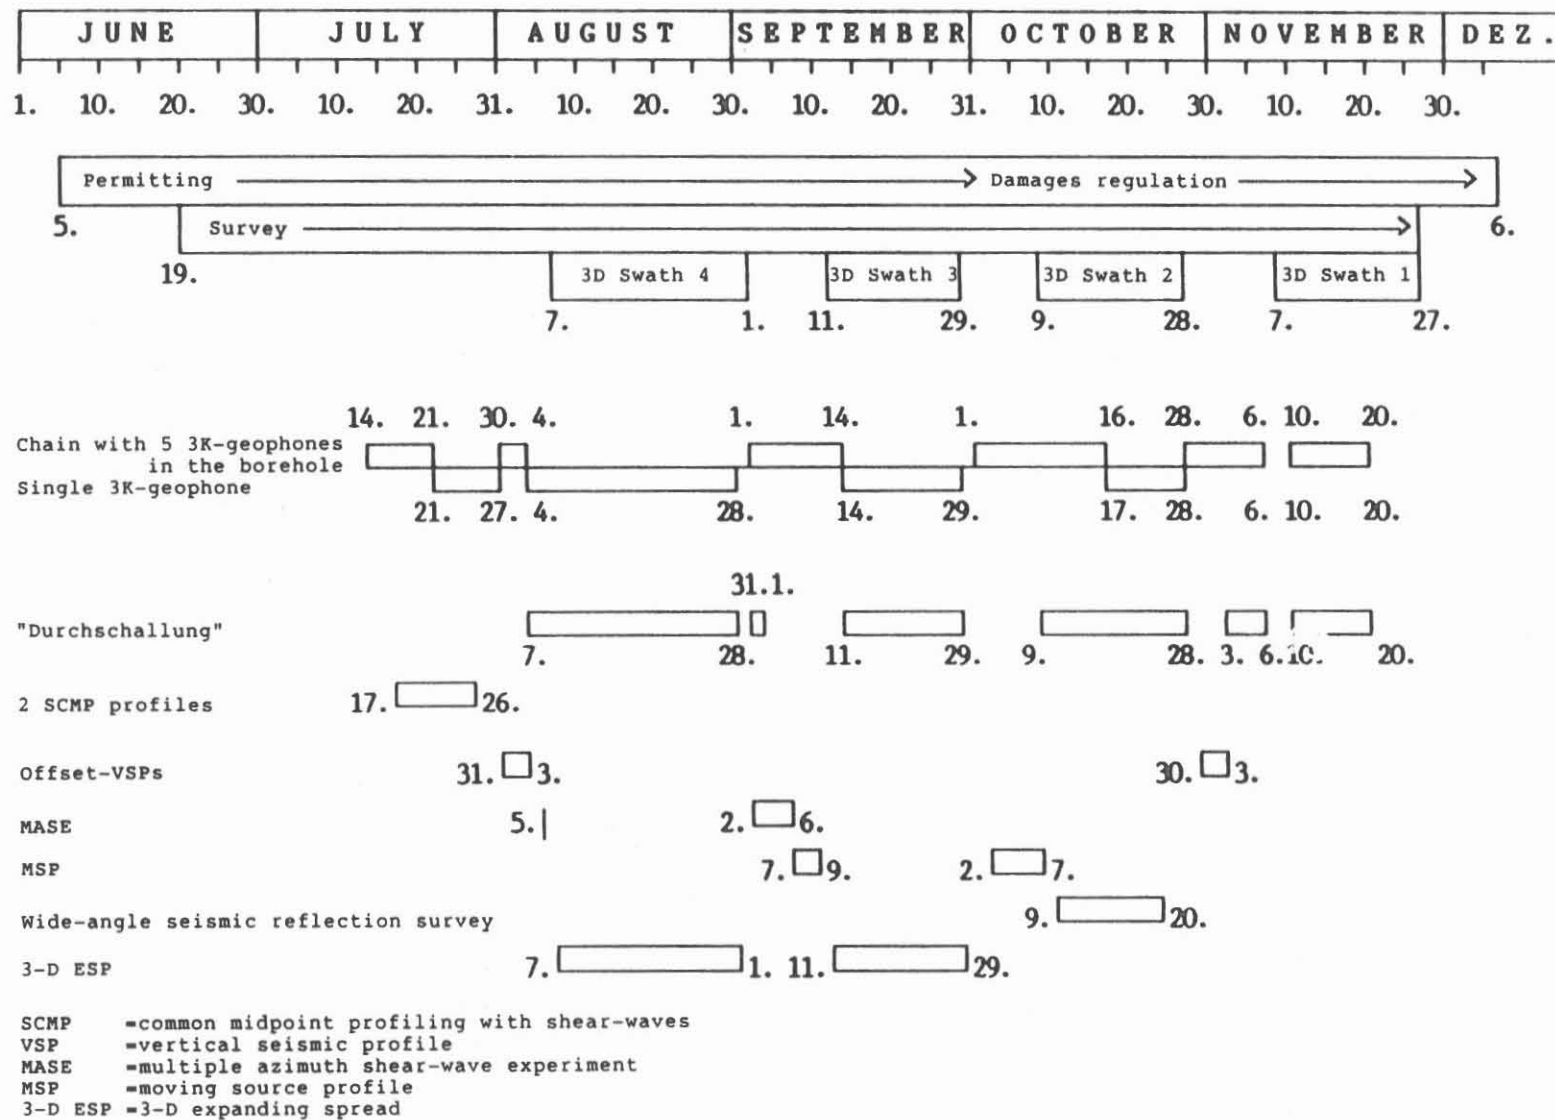 JUNE JULY AUGUST SEPTEMBER OCTOBER NOVEMBER DEZ.
1. 10. 20. 30. 10. 20. 31. 10. 20. 30. 10. 20. 31. 10. 20. 30. 10. 20. 30.
Permitting Damages regulation
5. Survey 6.
19. 3D Swath 4 3D Swath 3 3D Swath 2 3D Swath 1
7. 1. 11. 29. 9. 28. 7. 27.
14. 21. 30. 4. 1. 14. 1. 16. 28. 6. 10. 20.
Chain with 5 3K-geophones
in the borehole
Single 3K-geophone
21. 27. 4. 28. 14. 29. 17. 28. 6. 10. 20.
31.1.
"Durchschallung"
7. 28. 11. 29. 9. 28. 3. 6. 10. 20.
2 SCMP profiles 17. 26.
Offset-VSPs 31. 3. 30. 3.
MASE 5. 2. 6.
MSP 7. 9. 2. 7.
Wide-angle seismic reflection survey 9. 20.
3-D ESP 7. 1. 11. 29.
SCMP =common midpoint profiling with shear-waves
VSP =vertical seismic profile
MASE =multiple azimuth shear-wave experiment
MSP =moving source profile
3-D ESP =3-D expanding spread